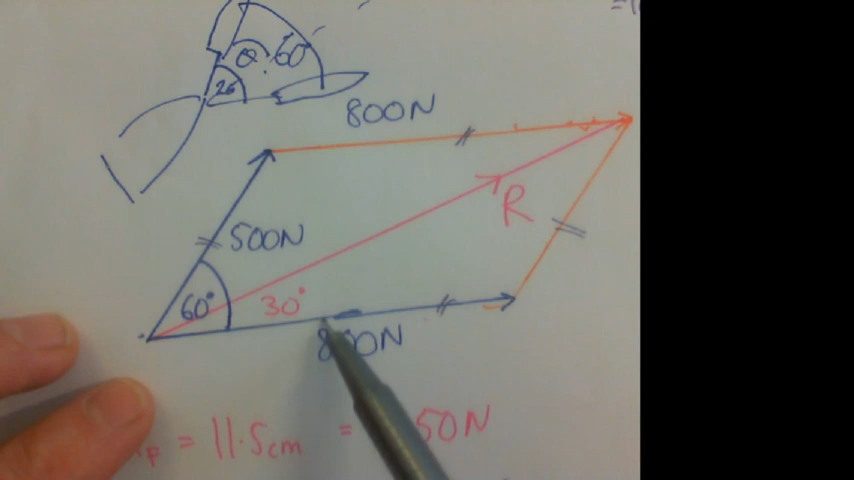 θ 60°
26
800N
R
500N
60° 30°
800N
= 11.5cm = 50N